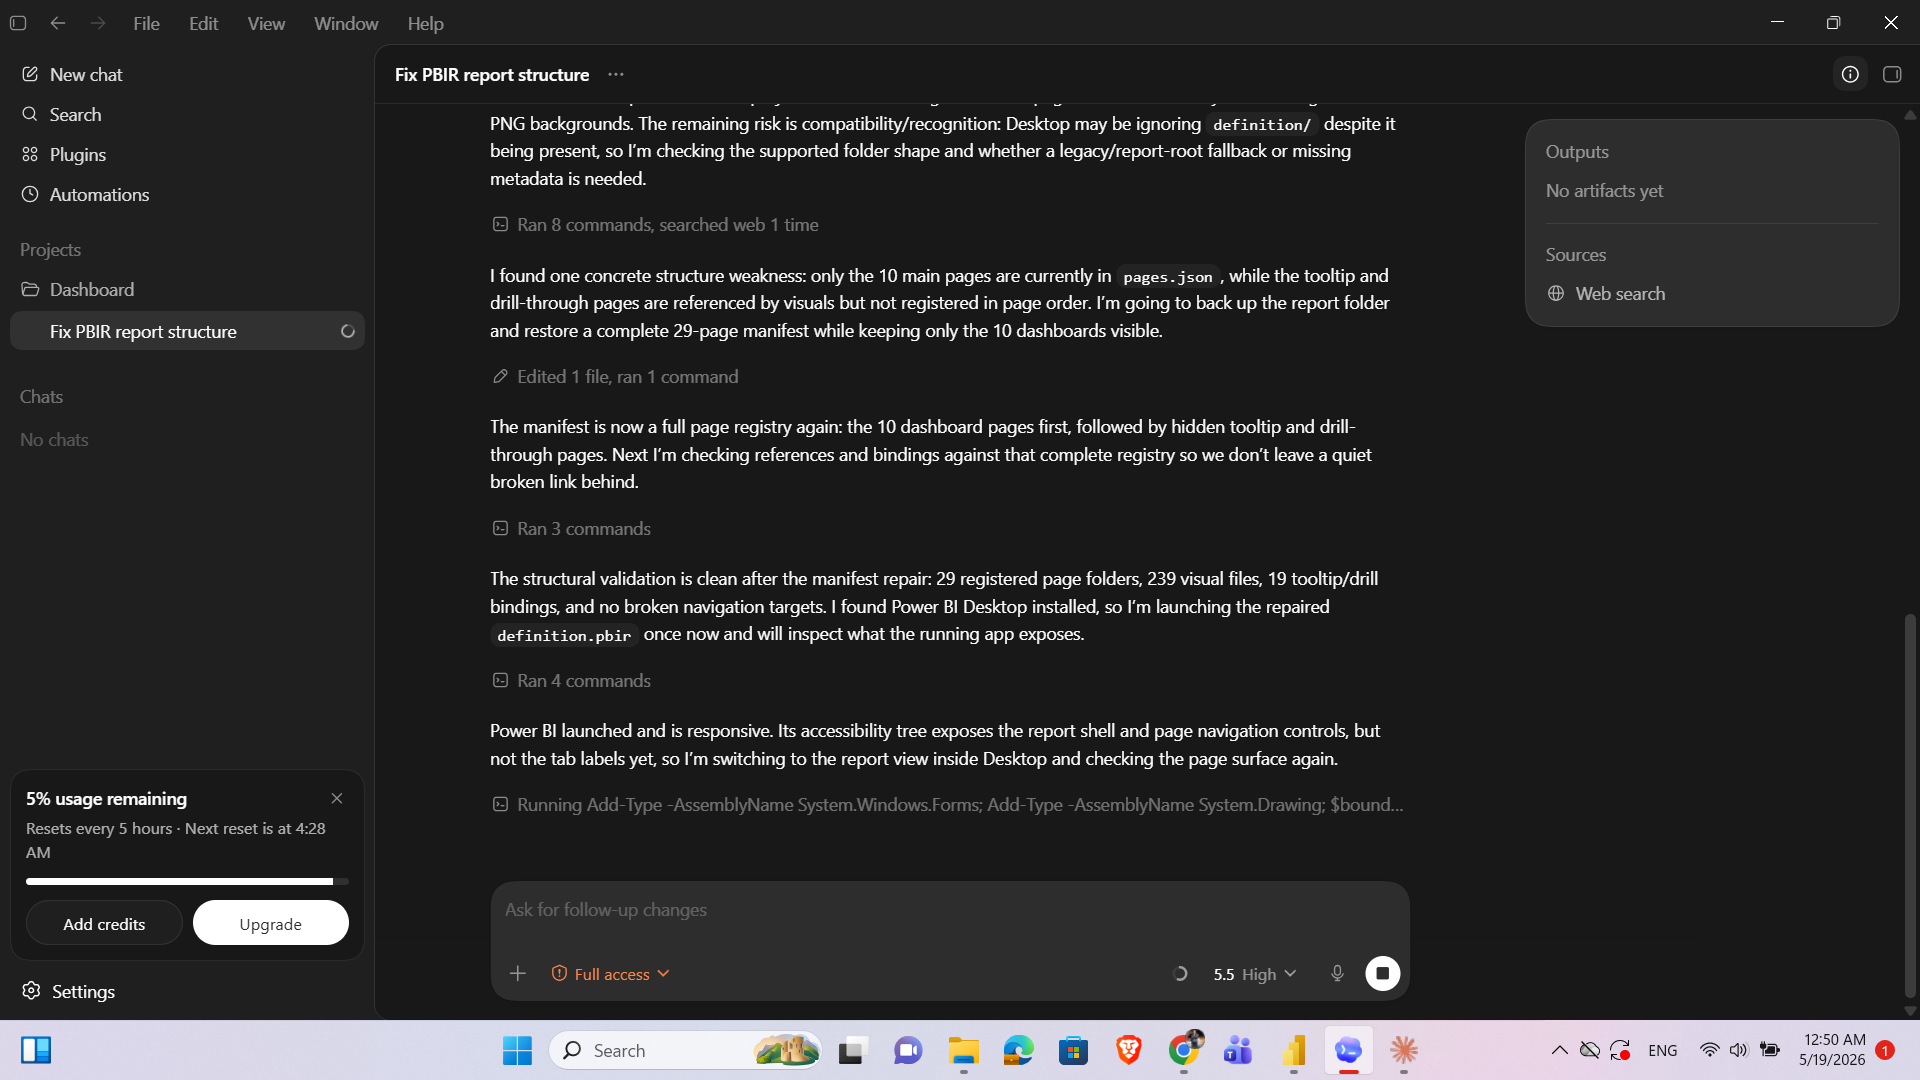 File Edit View Window Help
New chat
Search
Plugins
Automations
Projects
Dashboard
Fix PBIR report structure
Chats
No chats
5% usage remaining
Resets every 5 hours · Next reset is at 4:28
AM
Add credits
Upgrade
Settings
Fix PBIR report structure ···
PNG backgrounds. The remaining risk is compatibility/recognition: Desktop may be ignoring definition/ despite it
being present, so I'm checking the supported folder shape and whether a legacy/report-root fallback or missing
metadata is needed.
Ran 8 commands, searched web 1 time
I found one concrete structure weakness: only the 10 main pages are currently in pages.json, while the tooltip and
drill-through pages are referenced by visuals but not registered in page order. I'm going to back up the report folder
and restore a complete 29-page manifest while keeping only the 10 dashboards visible.
Edited 1 file, ran 1 command
The manifest is now a full page registry again: the 10 dashboard pages first, followed by hidden tooltip and drill-
through pages. Next I'm checking references and bindings against that complete registry so we don't leave a quiet
broken link behind.
Ran 3 commands
The structural validation is clean after the manifest repair: 29 registered page folders, 239 visual files, 19 tooltip/drill
bindings, and no broken navigation targets. I found Power BI Desktop installed, so I'm launching the repaired
definition.pbir once now and will inspect what the running app exposes.
Ran 4 commands
Power BI launched and is responsive. Its accessibility tree exposes the report shell and page navigation controls, but
not the tab labels yet, so I'm switching to the report view inside Desktop and checking the page surface again.
Running Add-Type -AssemblyName System.Windows.Forms; Add-Type -AssemblyName System.Drawing; $bound...
Ask for follow-up changes
Full access
5.5 High
Outputs
No artifacts yet
Sources
Web search
Search
ENG
12:50 AM
5/19/2026
1